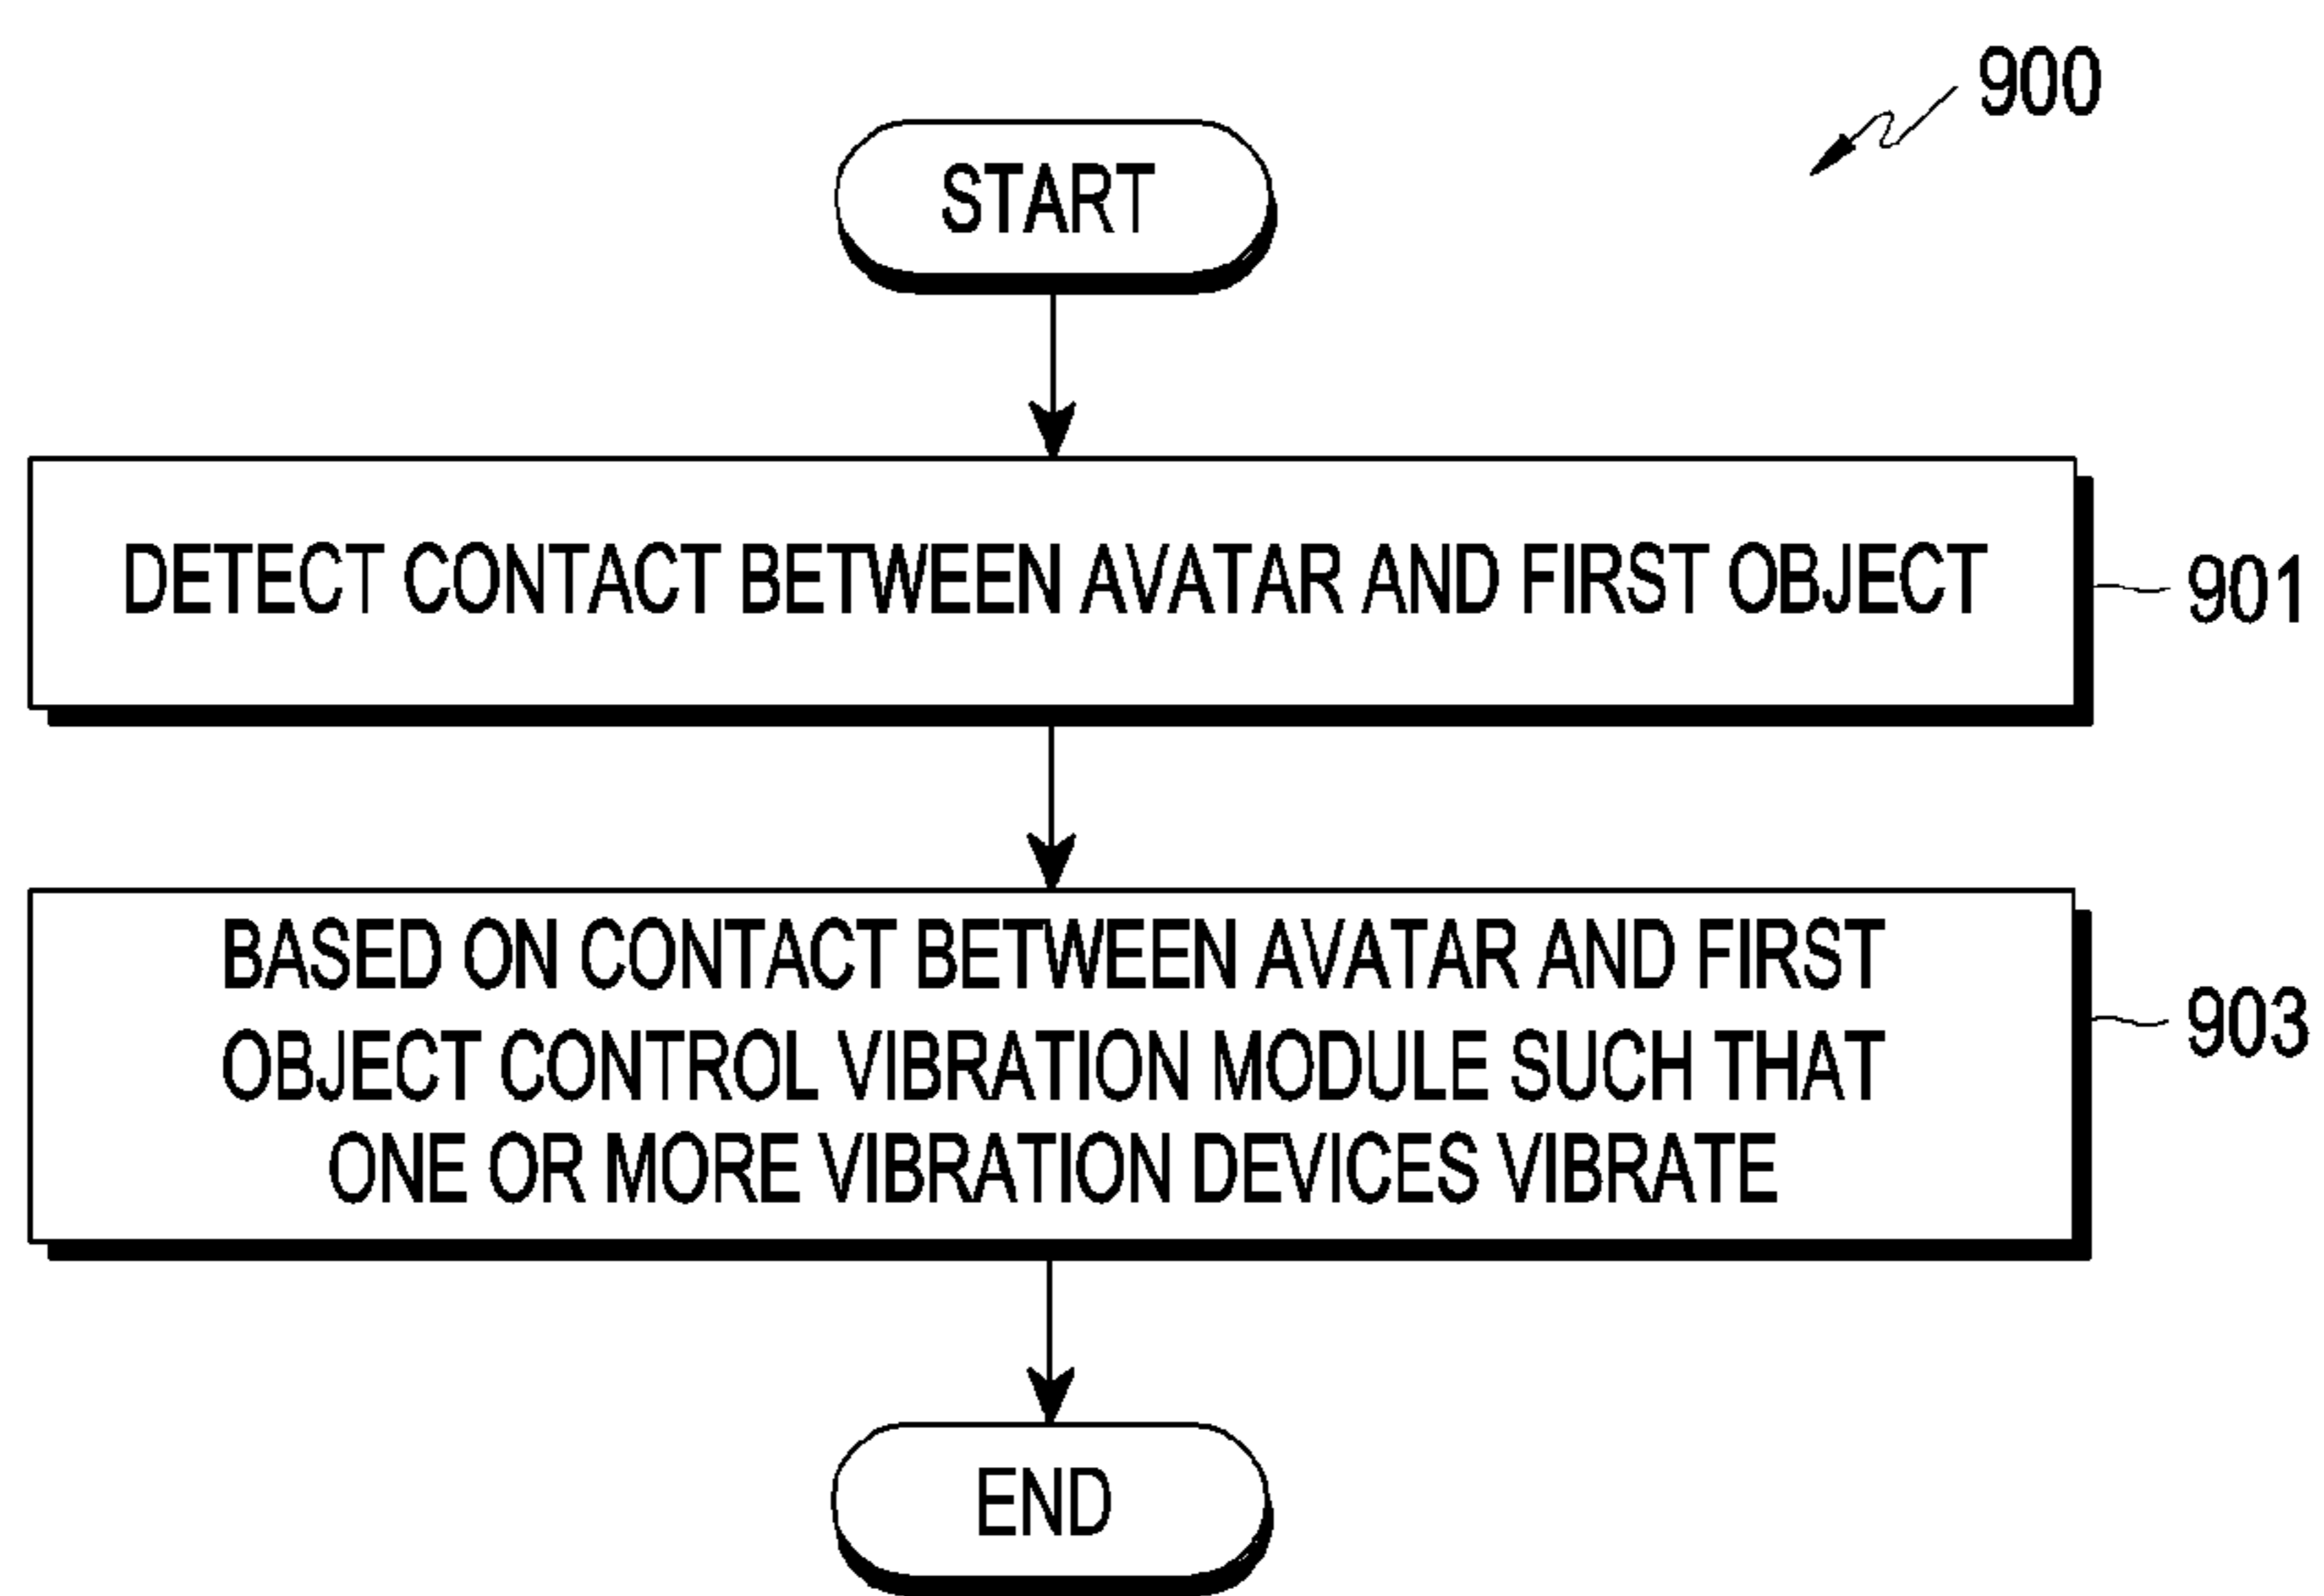 900
START
DETECT CONTACT BETWEEN AVATAR AND FIRST OBJECT
901
BASED ON CONTACT BETWEEN AVATAR AND FIRST
OBJECT CONTROL VIBRATION MODULE SUCH THAT
ONE OR MORE VIBRATION DEVICES VIBRATE
903
END